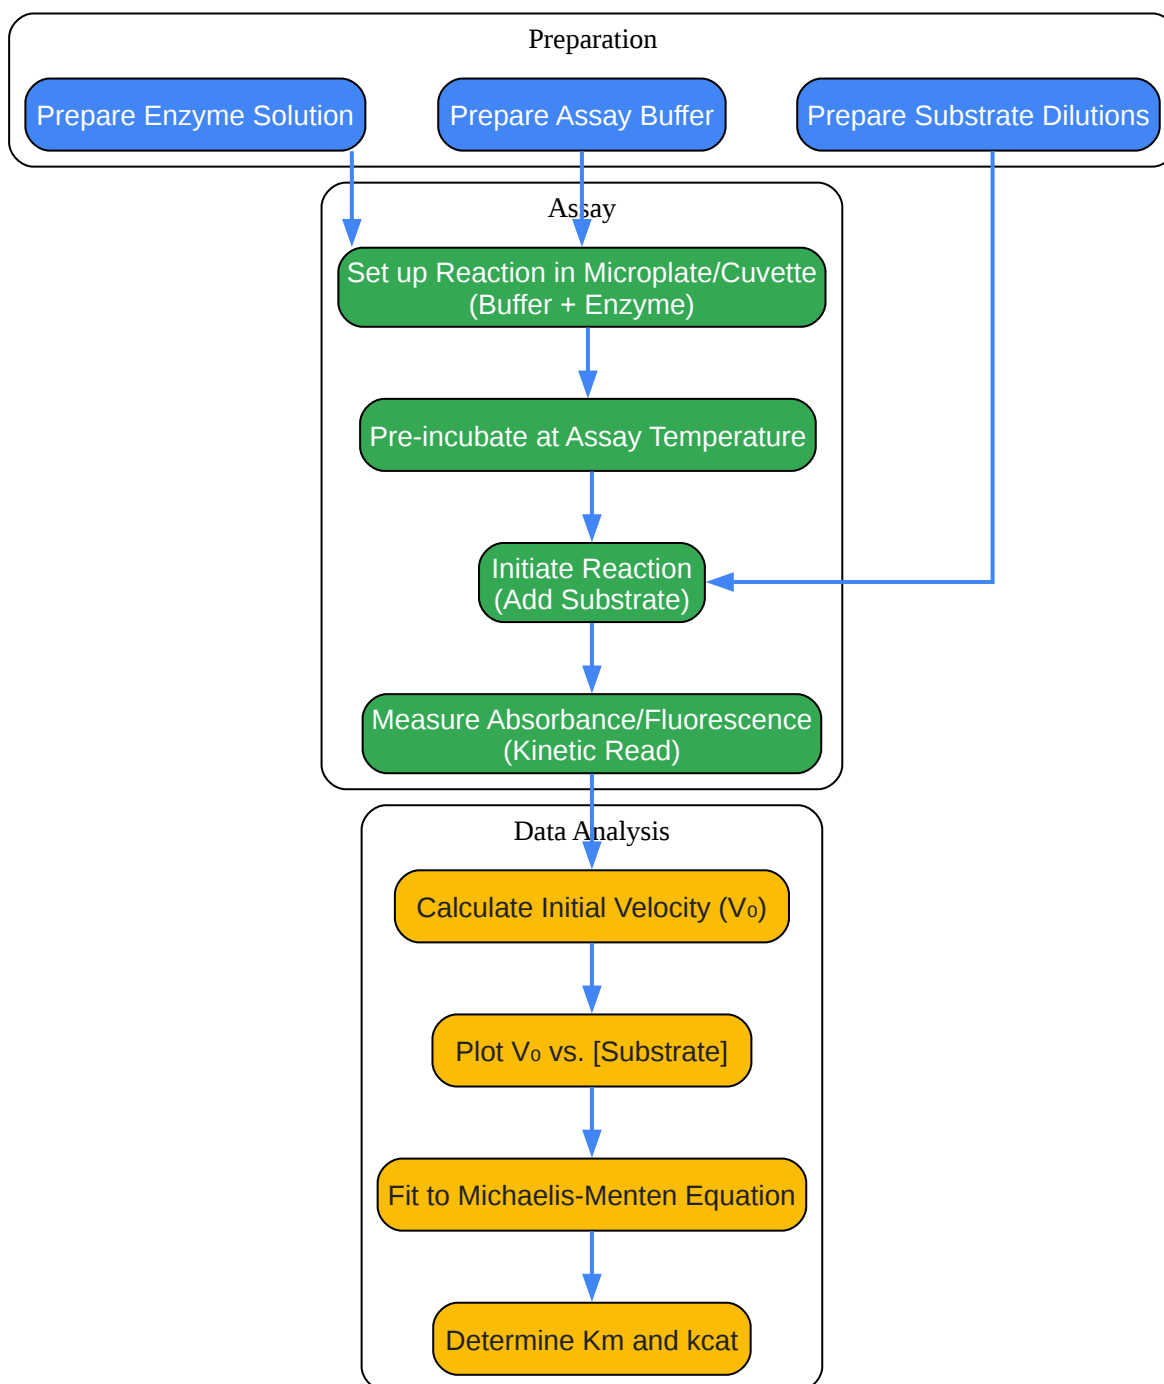 Preparation
Prepare Enzyme Solution
Prepare Assay Buffer
Prepare Substrate Dilutions
Assay
Set up Reaction in Microplate/Cuvette
(Buffer + Enzyme)
Pre-incubate at Assay Temperature
Initiate Reaction
(Add Substrate)
Measure Absorbance/Fluorescence
(Kinetic Read)
Data Analysis
Calculate Initial Velocity (V₀)
Plot V₀ vs. [Substrate]
Fit to Michaelis-Menten Equation
Determine Km and kcat